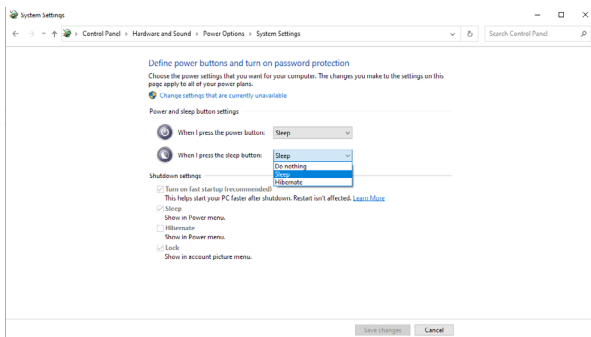 System Settings
Control Panel > Hardware and Sound > Power Options > System Settings
Search Control Panel
Define power buttons and turn on password protection
Choose the power settings that you want for your computer. The changes you make to the settings on this
page apply to all of your power plans.
Change settings that are currently unavailable
Power and sleep button settings
When I press the power button: Sleep
When I press the sleep button: Sleep
Do nothing
Sleep
Hibernate
Shutdown settings
Turn on fast startup (recommended)
This helps start your PC faster after shutdown. Restart isn't affected. Learn More
Sleep
Show in Power menu.
Hibernate
Show in Power menu.
Lock
Show in account picture menu.
Save changes Cancel